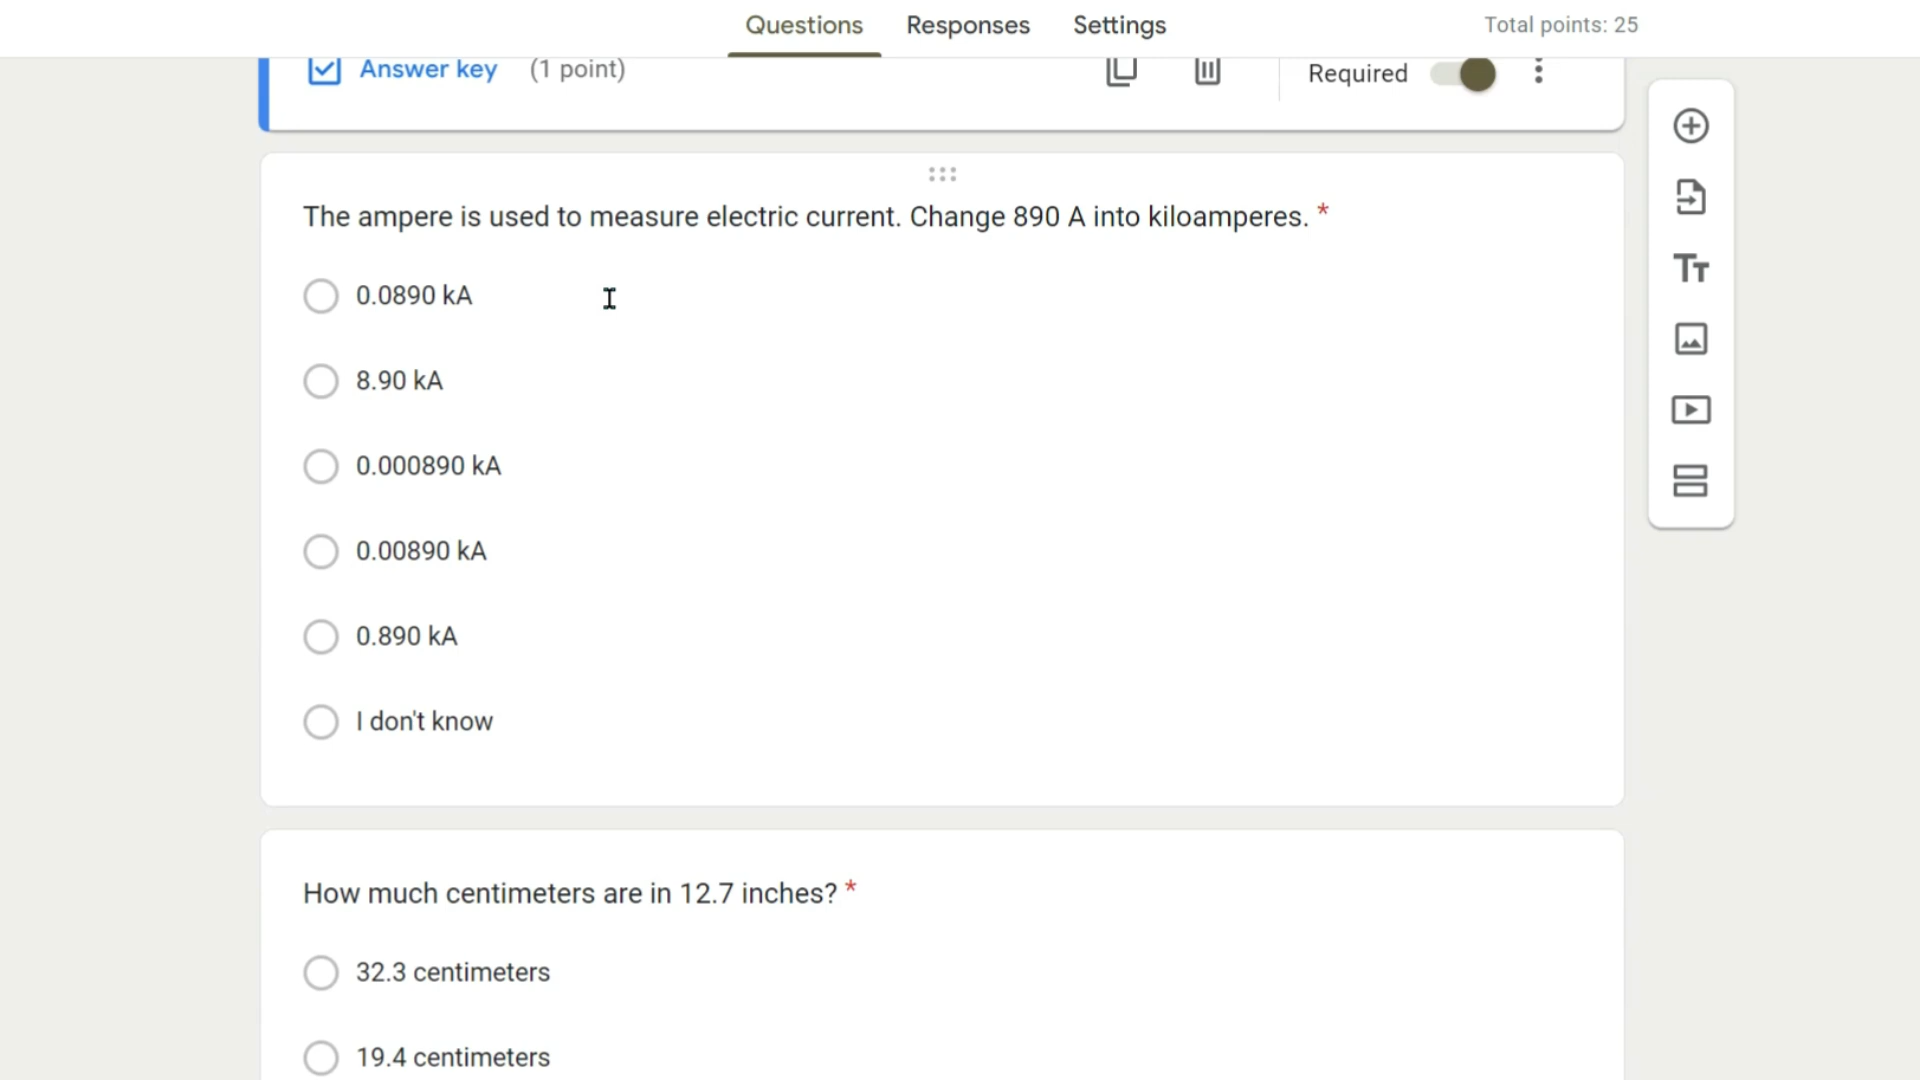 Questions Responses Settings Total points: 25
Answer key (1 point) Required
The ampere is used to measure electric current. Change 890 A into kiloamperes. *
0.0890 kA
8.90 kA
0.000890 kA
0.00890 kA
0.890 kA
I don't know
How much centimeters are in 12.7 inches? *
32.3 centimeters
19.4 centimeters